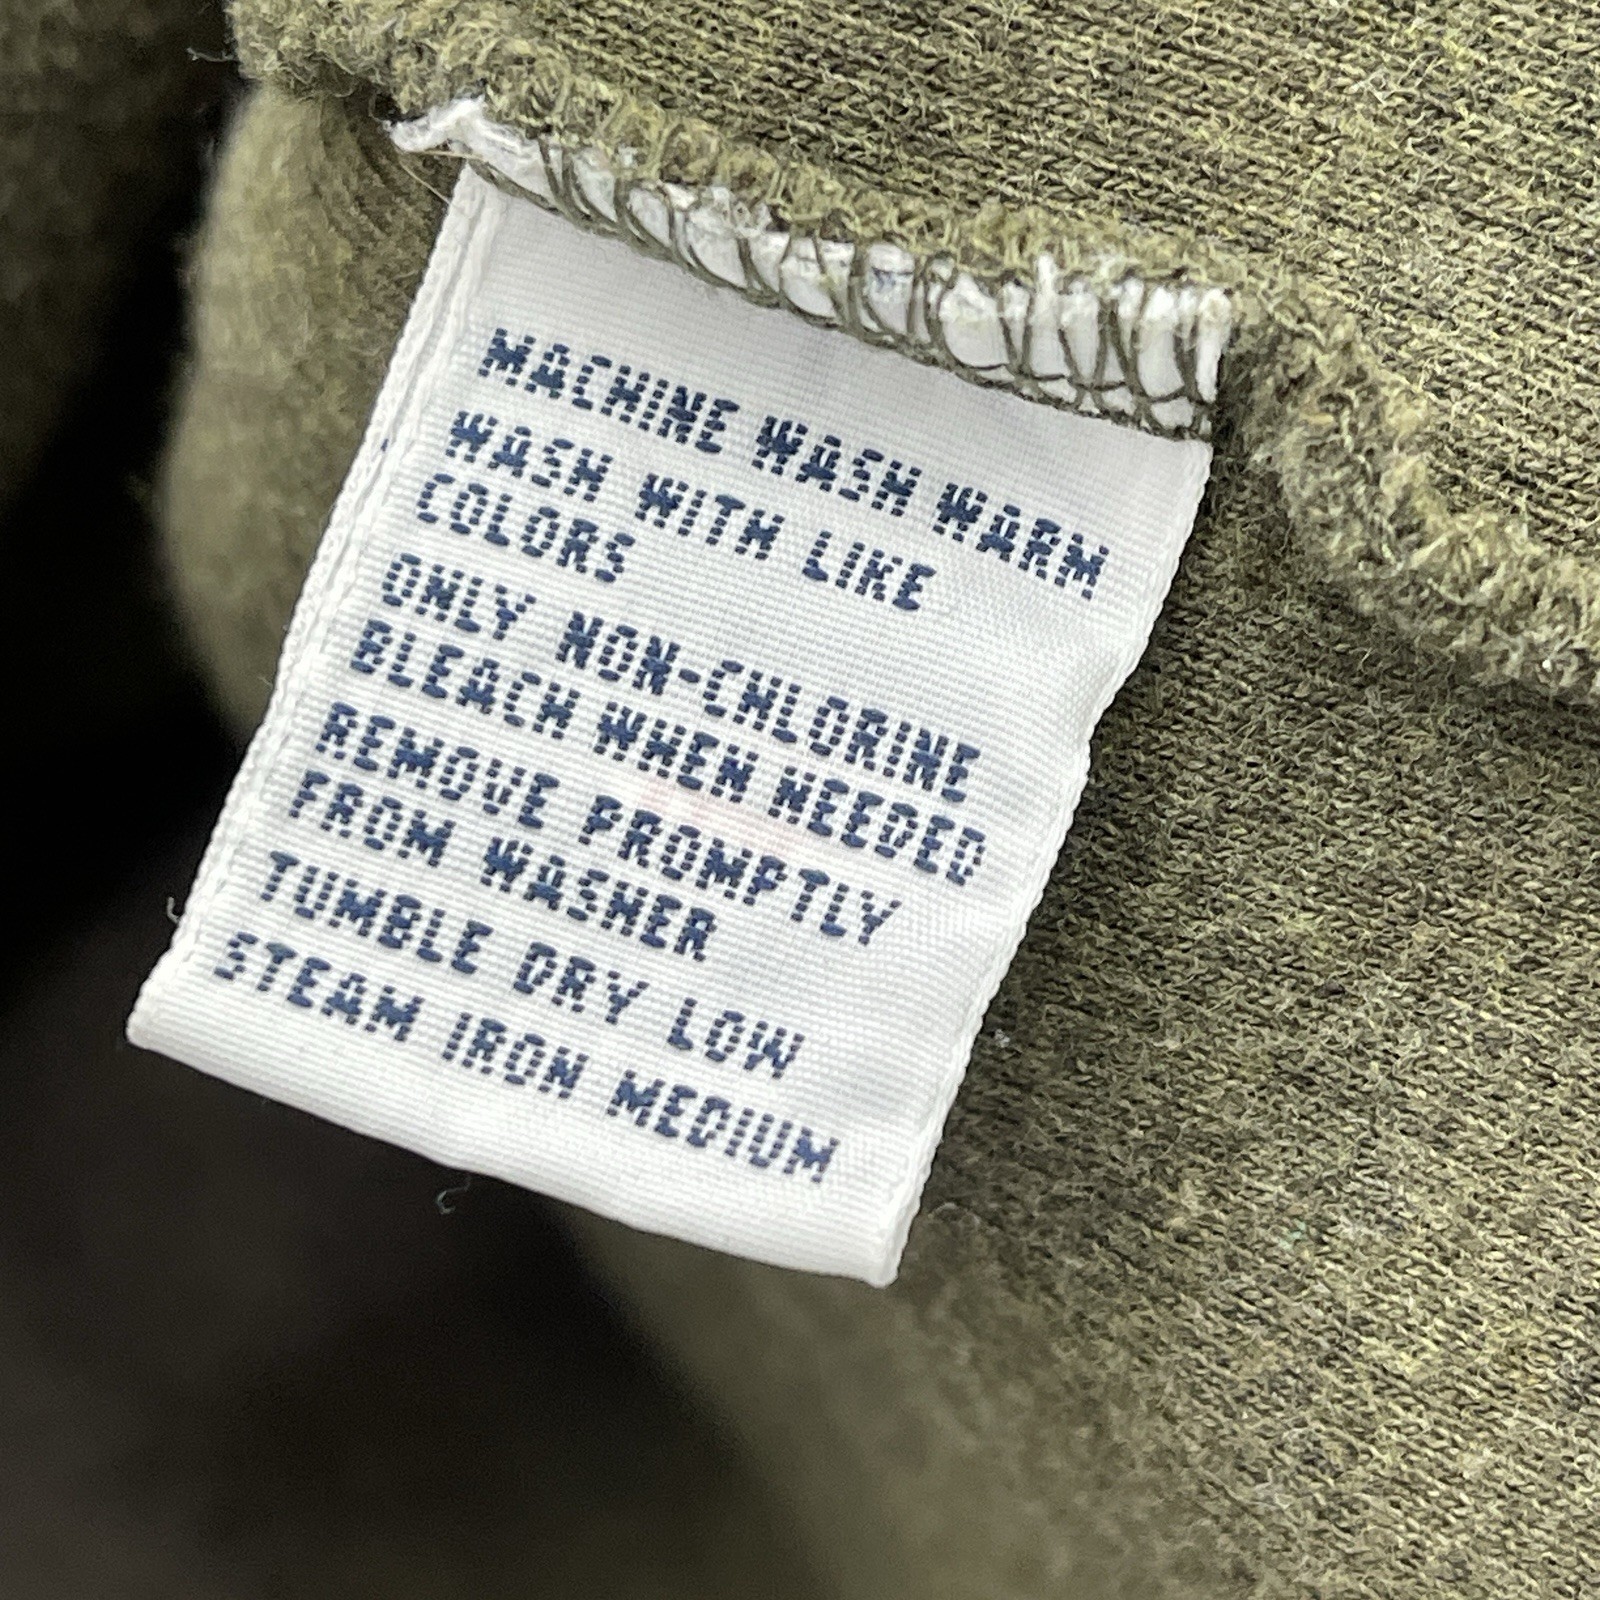 MACHINE WASH WARM
WASH WITH LIKE
COLORS
ONLY NON-CHLORINE
BLEACH WHEN NEEDED
REMOVE PROMPTLY
FROM WASHER
TUMBLE DRY LOW
STEAM IRON MEDIUM